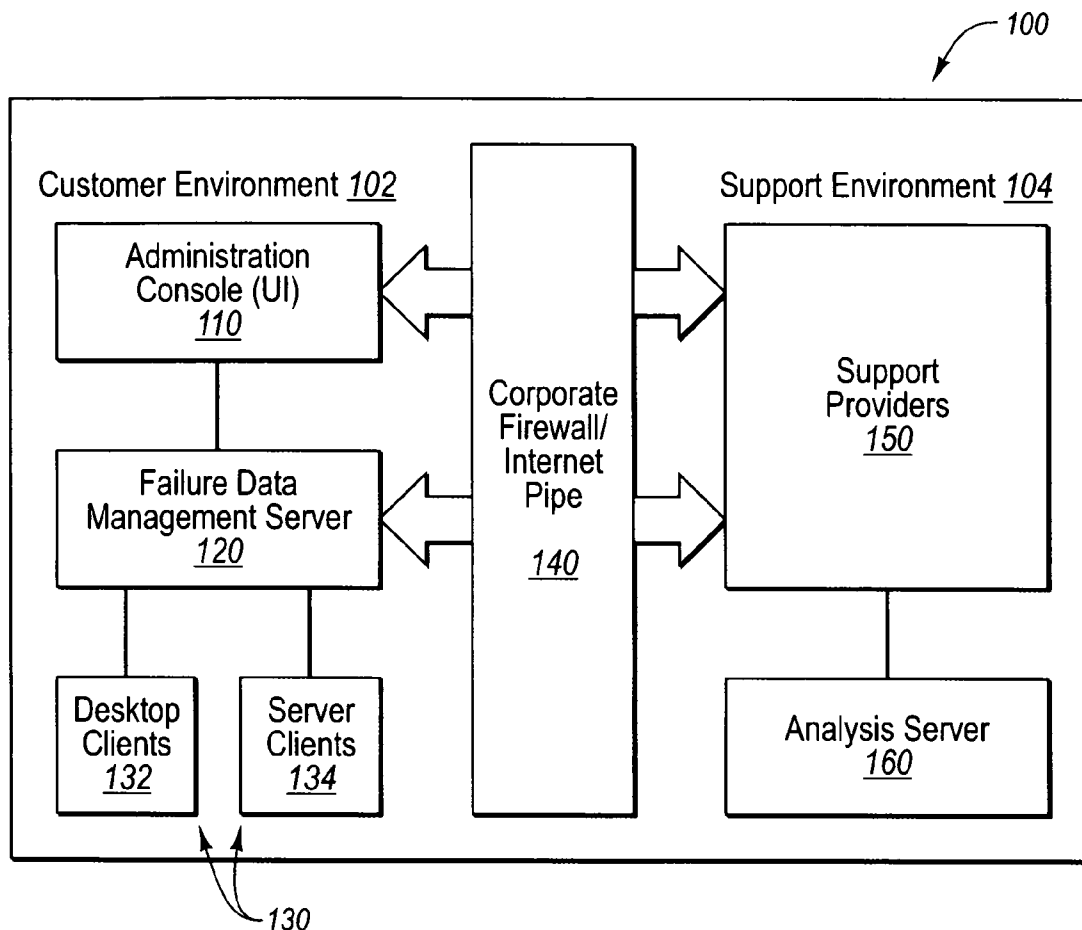 100
Customer Environment 102
Administration
Console (UI)
110
Failure Data
Management Server
120
Desktop
Clients
132
Server
Clients
134
130
Corporate
Firewall/
Internet
Pipe
140
Support Environment 104
Support
Providers
150
Analysis Server
160